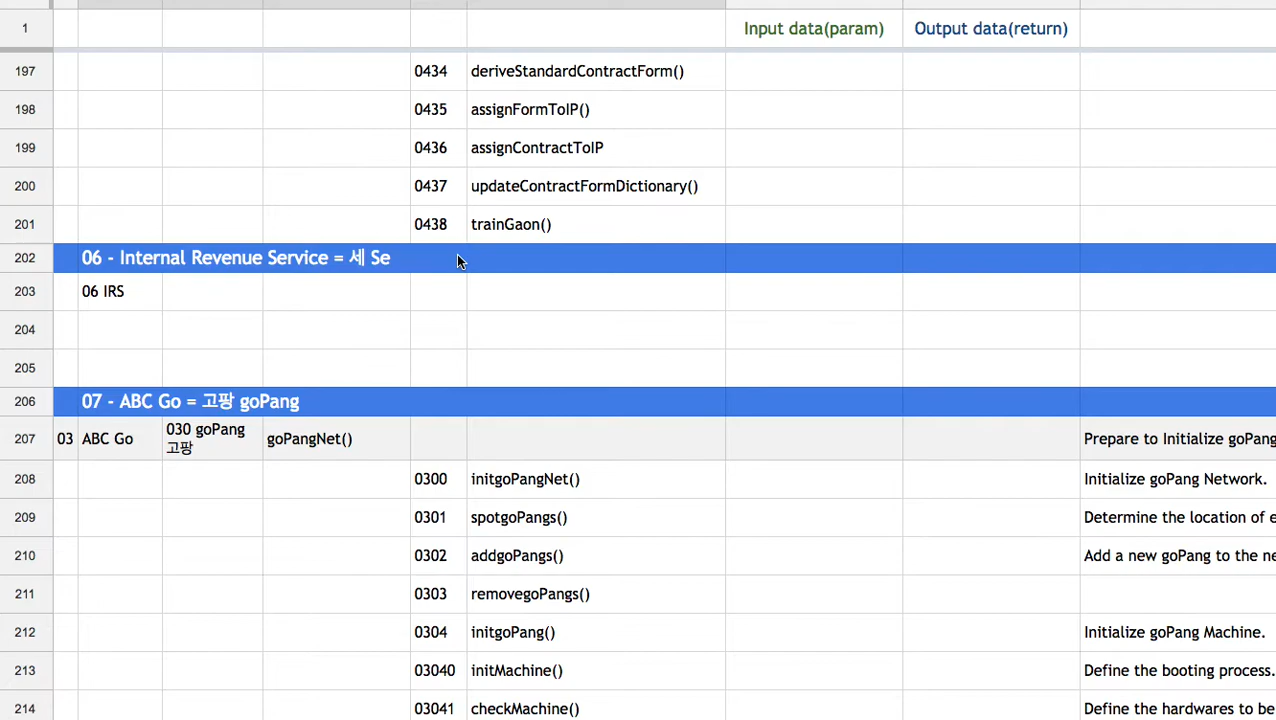 1 Input data(param) Output data(return)
197 0434 deriveStandardContractForm()
198 0435 assignFormToIP()
199 0436 assignContractToIP
200 0437 updateContractFormDictionary()
201 0438 trainGaon()
202 06 - Internal Revenue Service = 세 Se
203 06 IRS
204
205
206 07 - ABC Go = 고팡 goPang
207 03 ABC Go 030 goPang 고팡 goPangNet() Prepare to Initialize goPang
208 0300 initgoPangNet() Initialize goPang Network.
209 0301 spotgoPangs() Determine the location of e
210 0302 addgoPangs() Add a new goPang to the ne
211 0303 removegoPangs()
212 0304 initgoPang() Initialize goPang Machine.
213 03040 initMachine() Define the booting process.
214 03041 checkMachine() Define the hardwares to be